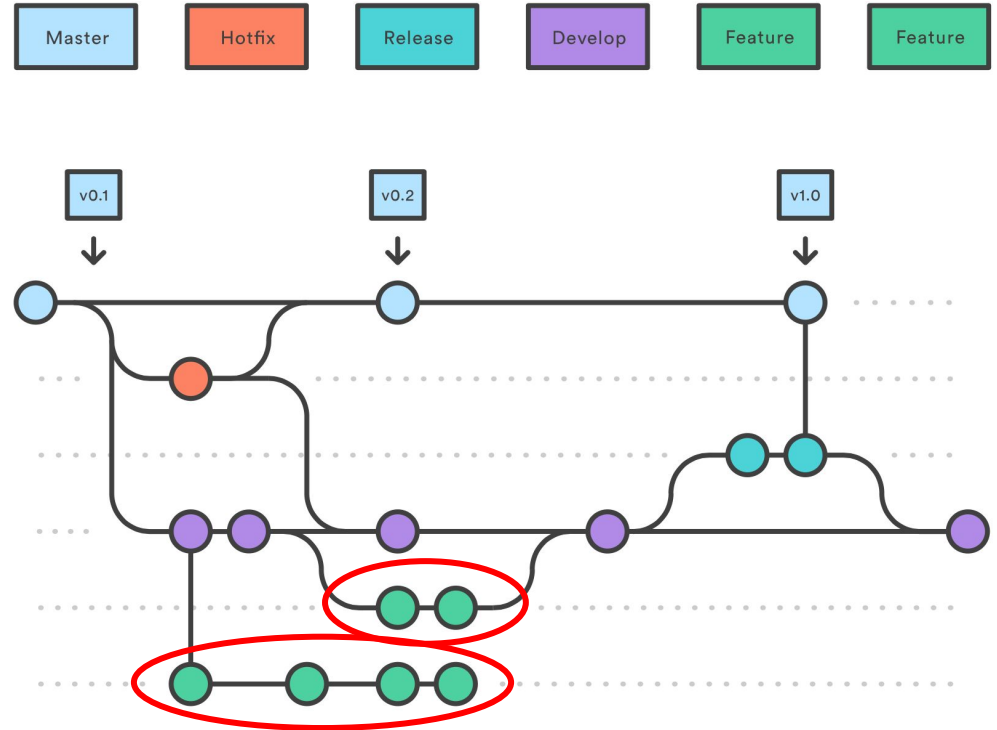 Master
Hotfix
Release
Develop
Feature
Feature
v0.1
v0.2
v1.0